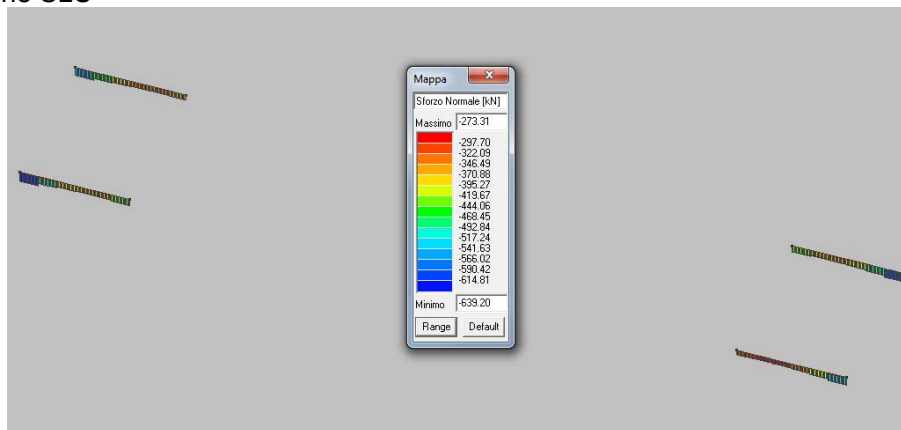 Mappa
Sforzo Normale [kN]
Massimo -273.31
-297.70
-322.09
-346.49
-370.88
-395.27
-419.67
-444.06
-468.45
-492.84
-517.24
-541.63
-566.02
-590.42
-614.81
Minimo -639.20
Range Default